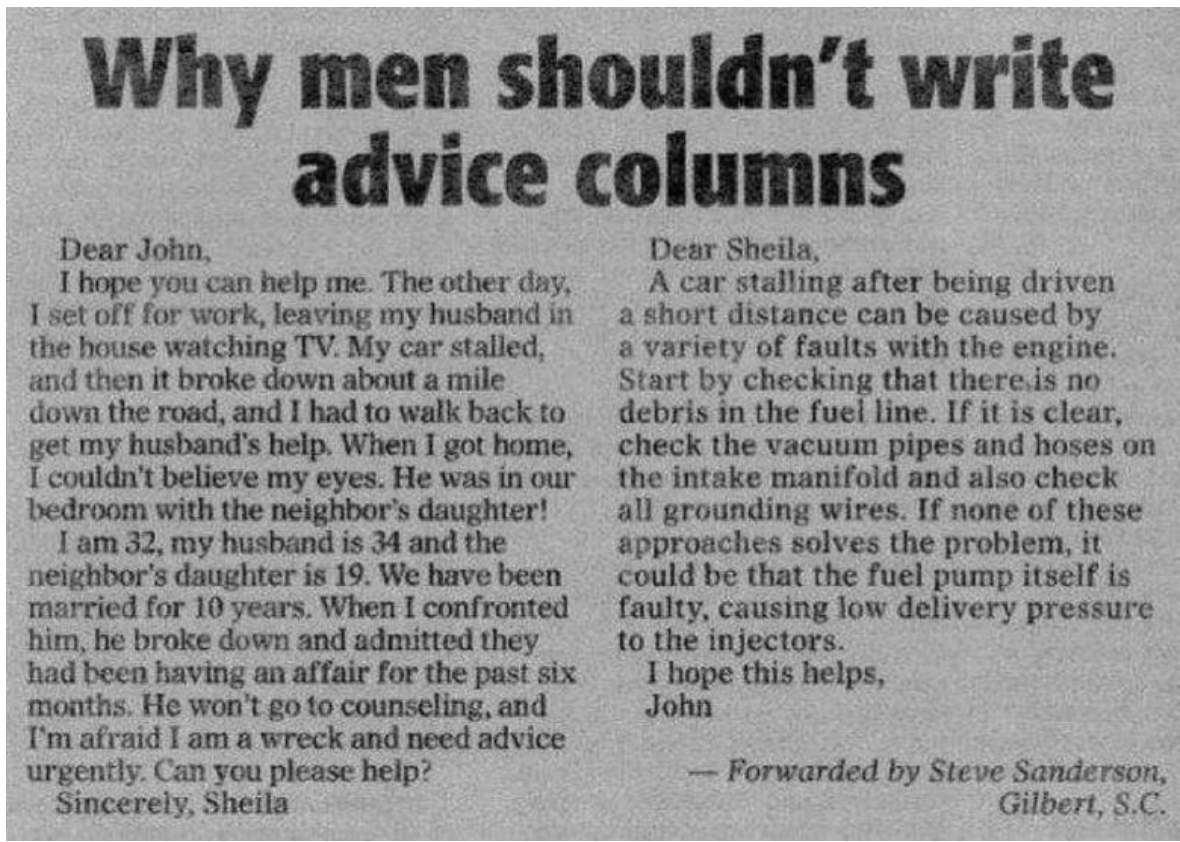 Why men shouldn't write
advice columns
Dear John,
I hope you can help me. The other day,
I set off for work, leaving my husband in
the house watching TV. My car stalled,
and then it broke down about a mile
down the road, and I had to walk back to
get my husband's help. When I got home,
I couldn't believe my eyes. He was in our
bedroom with the neighbor's daughter!
I am 32, my husband is 34 and the
neighbor's daughter is 19. We have been
married for 10 years. When I confronted
him, he broke down and admitted they
had been having an affair for the past six
months. He won't go to counseling, and
I'm afraid I am a wreck and need advice
urgently. Can you please help?
Sincerely, Sheila
Dear Sheila,
A car stalling after being driven
a short distance can be caused by
a variety of faults with the engine.
Start by checking that there is no
debris in the fuel line. If it is clear,
check the vacuum pipes and hoses on
the intake manifold and also check
all grounding wires. If none of these
approaches solves the problem, it
could be that the fuel pump itself is
faulty, causing low delivery pressure
to the injectors.
I hope this helps,
John
— Forwarded by Steve Sanderson,
Gilbert, S.C.